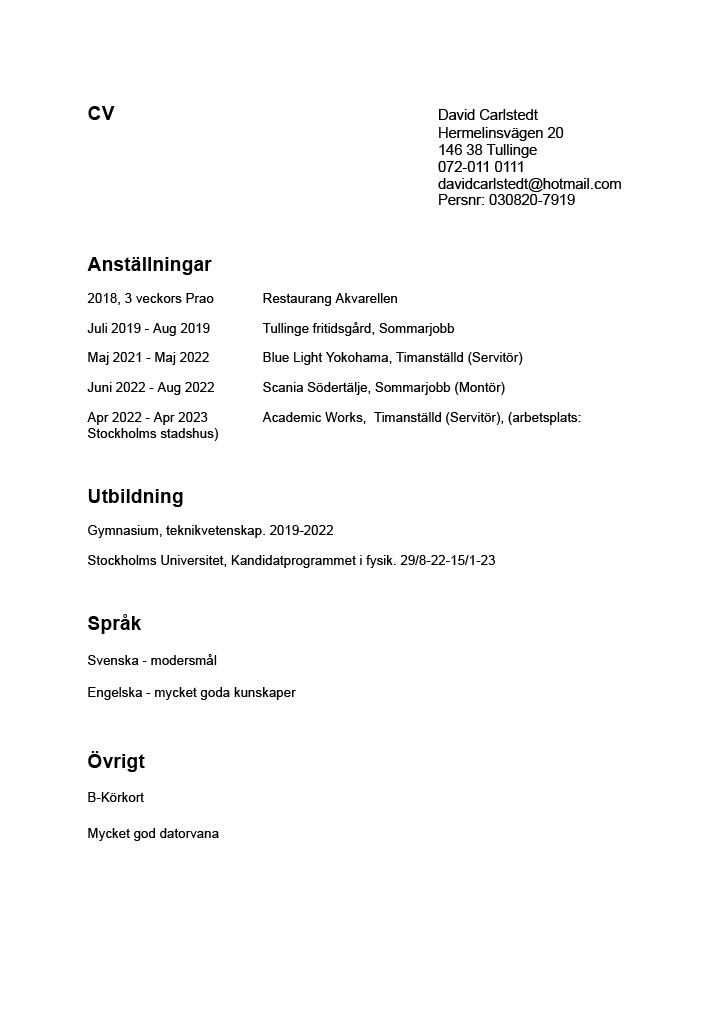 CV
David Carlstedt
Hermelinsvägen 20
146 38 Tullinge
072-011 0111
davidcarlstedt@hotmail.com
Persnr: 030820-7919
Anställningar
2018, 3 veckors Prao Restaurang Akvarellen
Juli 2019 - Aug 2019 Tullinge fritidsgård, Sommarjobb
Maj 2021 - Maj 2022 Blue Light Yokohama, Timanställd (Servitör)
Juni 2022 - Aug 2022 Scania Södertälje, Sommarjobb (Montör)
Apr 2022 - Apr 2023 Academic Works, Timanställd (Servitör), (arbetsplats:
Stockholms stadshus)
Utbildning
Gymnasium, teknikvetenskap. 2019-2022
Stockholms Universitet, Kandidatprogrammet i fysik. 29/8-22-15/1-23
Språk
Svenska - modersmål
Engelska - mycket goda kunskaper
Övrigt
B-Körkort
Mycket god datorvana